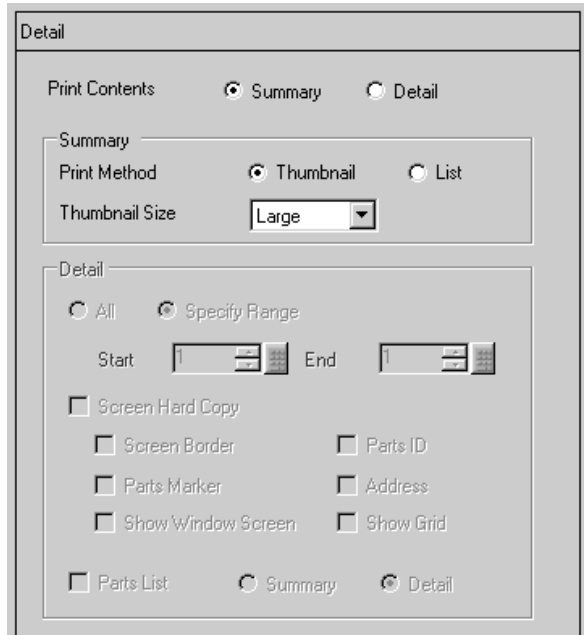 Detail
Print Contents Summary Detail
Summary
Print Method Thumbnail List
Thumbnail Size Large
Detail
All Specify Range
Start 1 End 1
Screen Hard Copy
Screen Border Parts ID
Parts Marker Address
Show Window Screen Show Grid
Parts List Summary Detail